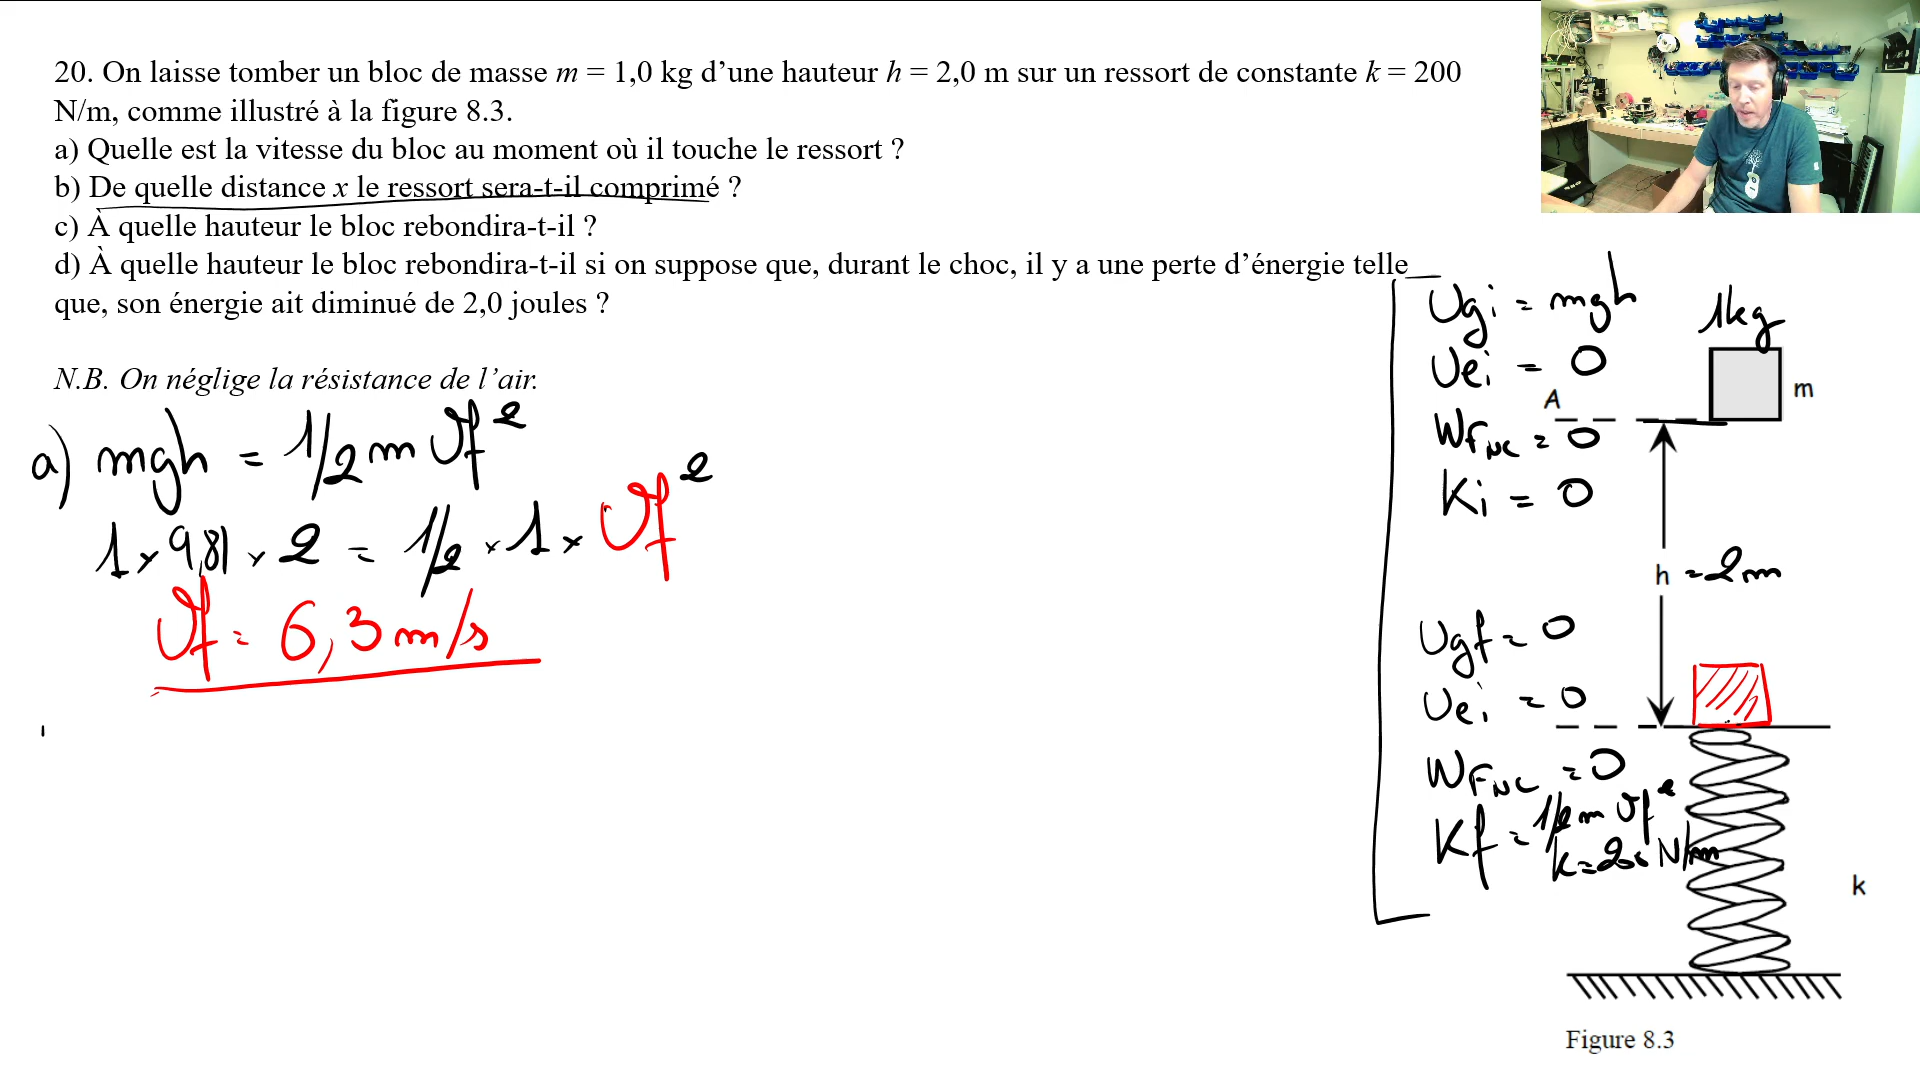 20. On laisse tomber un bloc de masse m = 1,0 kg d’une hauteur h = 2,0 m sur un ressort de constante k = 200
N/m, comme illustré à la figure 8.3.
a) Quelle est la vitesse du bloc au moment où il touche le ressort ?
b) De quelle distance x le ressort sera-t-il comprimé ?
c) À quelle hauteur le bloc rebondira-t-il ?
d) À quelle hauteur le bloc rebondira-t-il si on suppose que, durant le choc, il y a une perte d’énergie telle
que, son énergie ait diminué de 2,0 joules ?
N.B. On néglige la résistance de l’air.
a) mgh = 1/2 m vf²
1 × 9,81 × 2 = 1/2 × 1 × vf²
vf = 6,3 m/s
Ugi = mgh
Uei = 0
WFNC = 0
Ki = 0
1kg
m
A
h = 2m
Ugf = 0
Uei = 0
WFNC = 0
Kf = 1/2 m vf²
k = 200 N/m
k
Figure 8.3